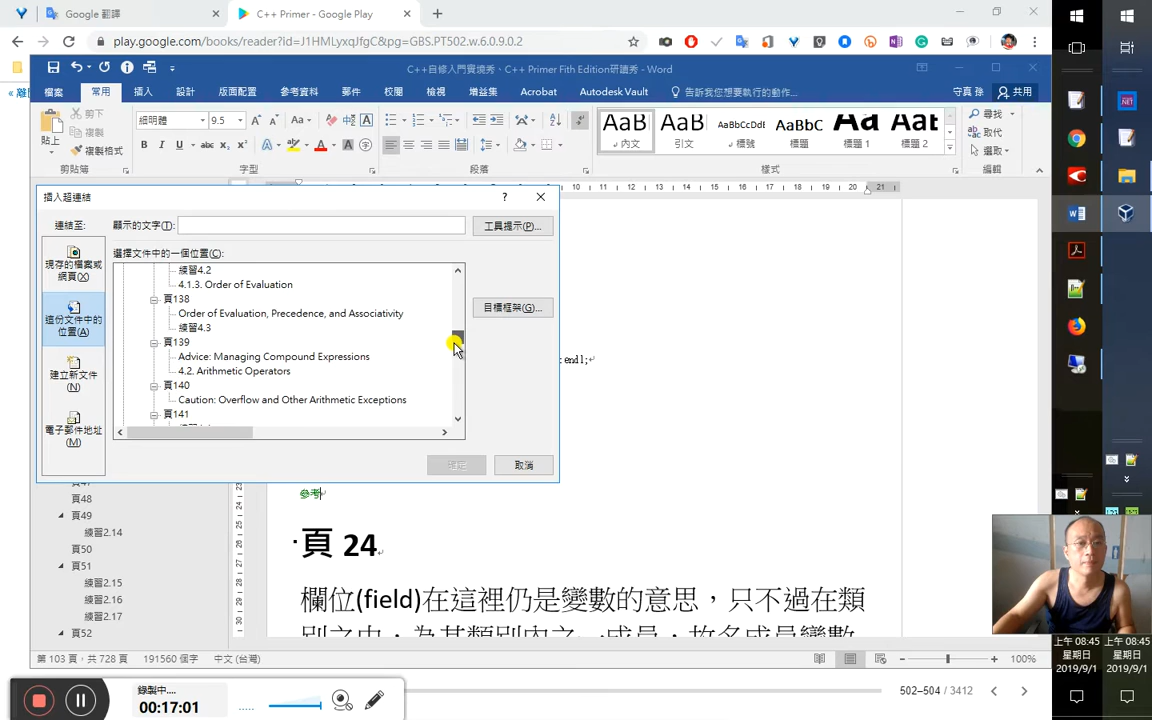 Google 翻譯
C++ Primer - Google Play
play.google.com/books/reader?id=J1HMLyxqJfgC&pg=GBS.PT502.w.6.0.9.0.2
C++自修入門實境秀、C++ Primer Fith Edition研讀秀 - Word
檔案 常用 插入 設計 版面配置 參考資料 郵件 校閱 檢視 增益集 Acrobat Autodesk Vault 告訴我您想要執行的動作... 守真 孫 共用
貼上 剪下 複製 複製格式
細明體 9.5
AaB AaB AaBbCcDdI AaBbC AaB AaB
內文 引文 標號 標題 標題 1 標題 2
尋找 取代 選取
剪貼簿 字型 段落 樣式 編輯
插入超連結
連結至: 顯示的文字(T): 工具提示(P)...
選擇文件中的一個位置(C):
現存的檔案或網頁(X)
這份文件中的位置(A)
建立新文件(N)
電子郵件地址(M)
練習4.2
4.1.3. Order of Evaluation
頁138
Order of Evaluation, Precedence, and Associativity
練習4.3
頁139
Advice: Managing Compound Expressions
4.2. Arithmetic Operators
頁140
Caution: Overflow and Other Arithmetic Exceptions
頁141
目標框架(G)...
確定 取消
endl;
頁48
頁49
練習2.14
頁50
頁51
練習2.15
練習2.16
練習2.17
頁52
參考
頁 24
欄位(field)在這裡仍是變數的意思，只不過在類
第 103 頁，共 728 頁 191560 個字 中文 (台灣) 100%
錄製中....
00:17:01
502–504 / 3412
上午 08:45
星期日
2019/9/1
上午 08:45
星期日
2019/9/1